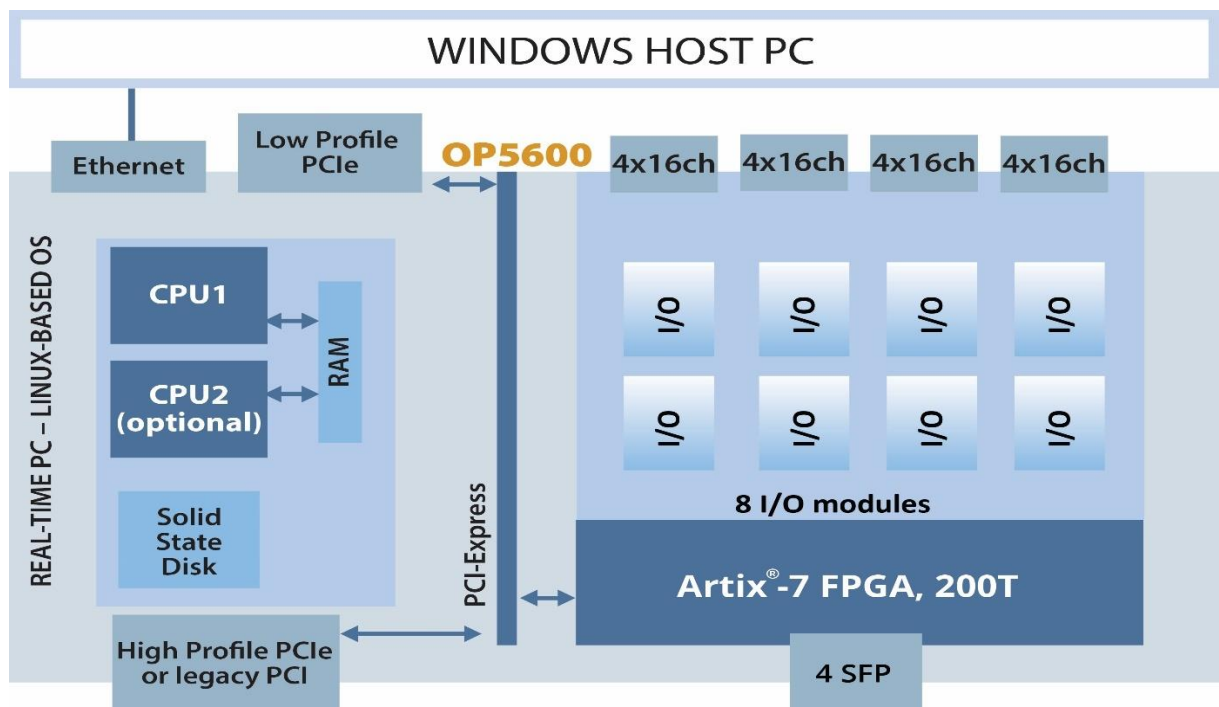 WINDOWS HOST PC
Ethernet
Low Profile
PCIe
OP5600
4x16ch
4x16ch
4x16ch
4x16ch
REAL-TIME PC – LINUX-BASED OS
CPU1
CPU2
(optional)
RAM
Solid
State
Disk
PCI-Express
I/O
I/O
I/O
I/O
I/O
I/O
I/O
I/O
8 I/O modules
Artix®-7 FPGA, 200T
High Profile PCIe
or legacy PCI
4 SFP